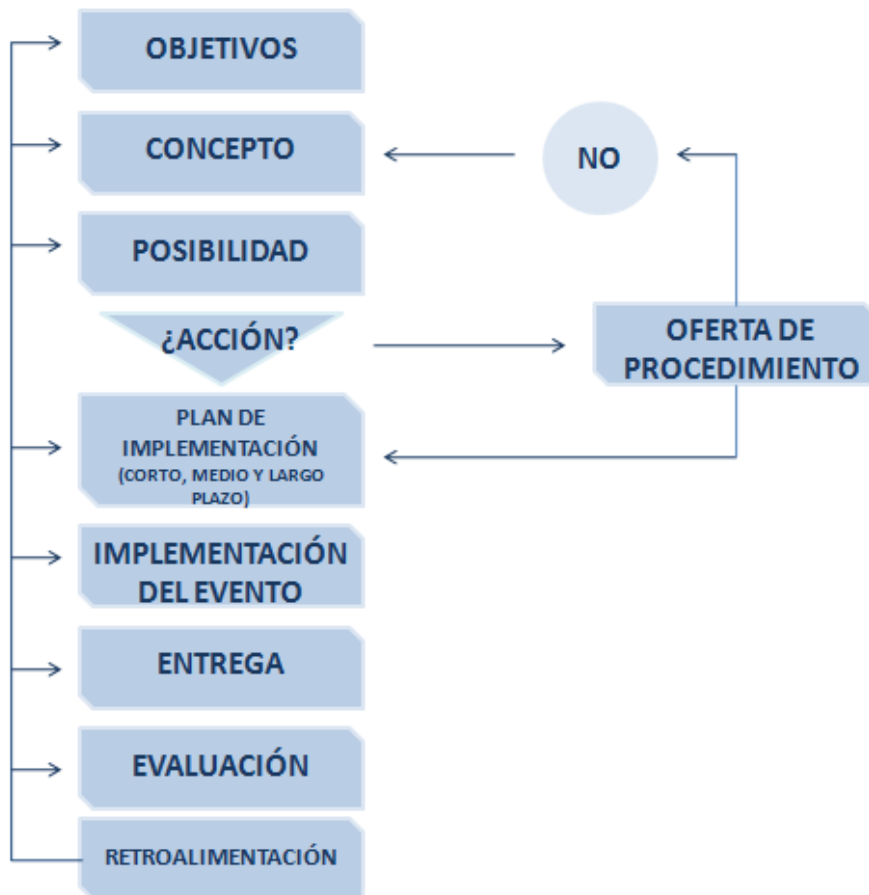 OBJETIVOS
CONCEPTO
NO
POSIBILIDAD
¿ACCIÓN?
OFERTA DE
PROCEDIMIENTO
PLAN DE
IMPLEMENTACIÓN
(CORTO, MEDIO Y LARGO
PLAZO)
IMPLEMENTACIÓN
DEL EVENTO
ENTREGA
EVALUACIÓN
RETROALIMENTACIÓN